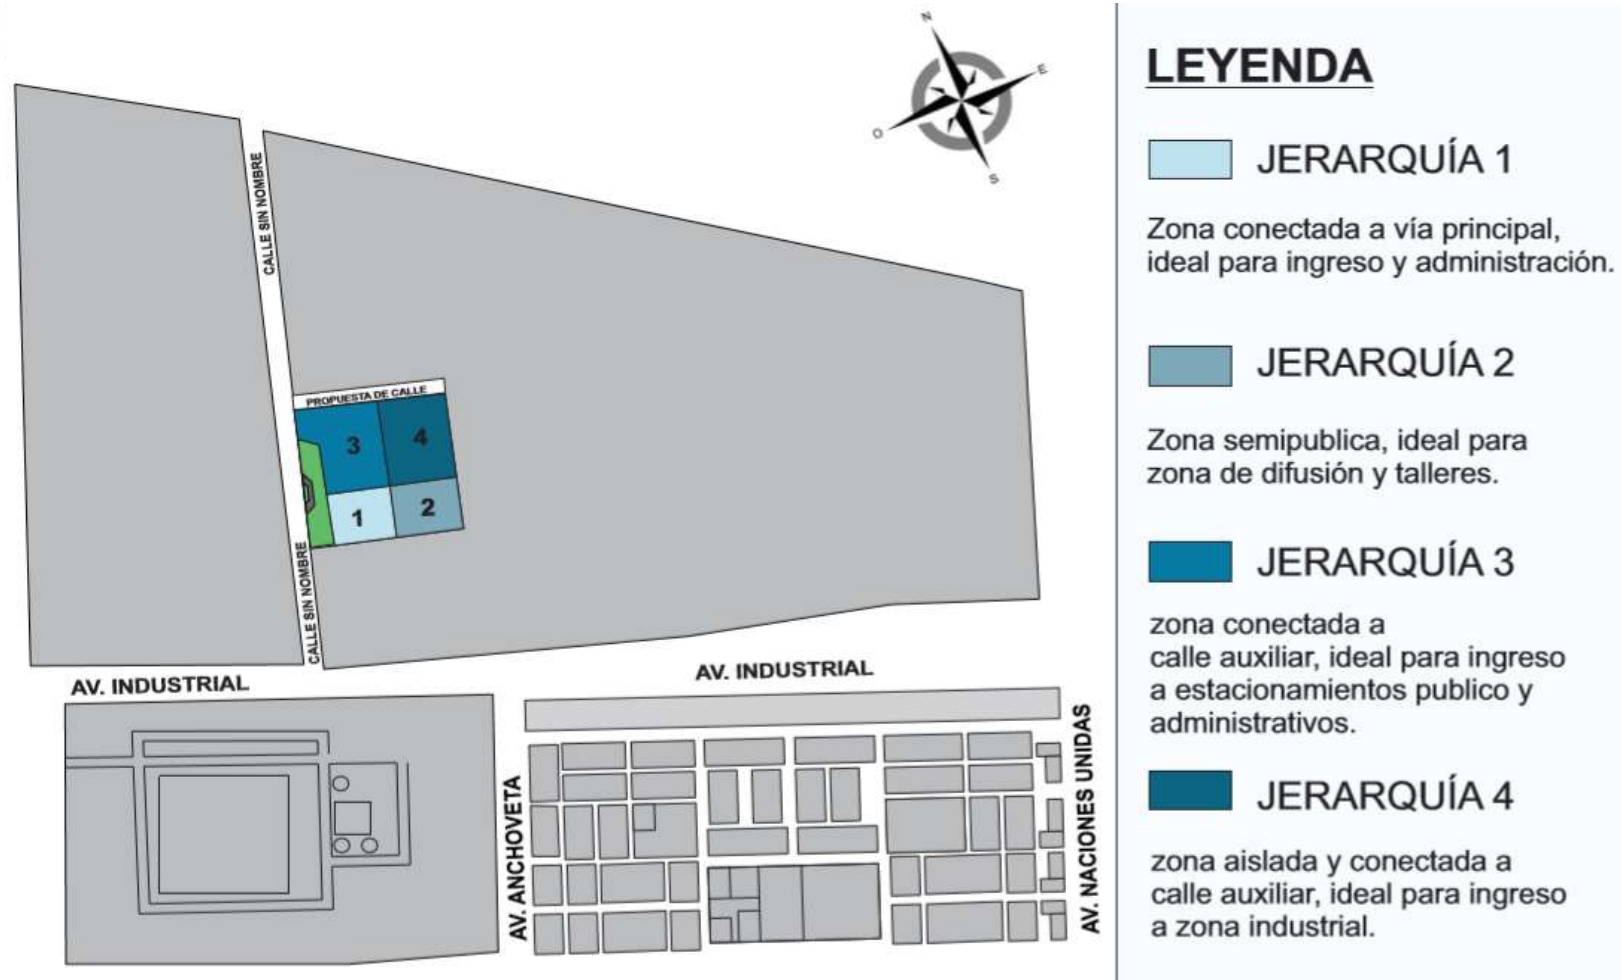 N
E
O
S
CALLE SIN NOMBRE
PROPUESTA DE CALLE
3
4
1
2
CALLE SIN NOMBRE
AV. INDUSTRIAL
AV. INDUSTRIAL
AV. ANCHOVETA
AV. NACIONES UNIDAS
LEYENDA
JERARQUÍA 1
Zona conectada a vía principal,
ideal para ingreso y administración.
JERARQUÍA 2
Zona semipublica, ideal para
zona de difusión y talleres.
JERARQUÍA 3
zona conectada a
calle auxiliar, ideal para ingreso
a estacionamientos publico y
administrativos.
JERARQUÍA 4
zona aislada y conectada a
calle auxiliar, ideal para ingreso
a zona industrial.